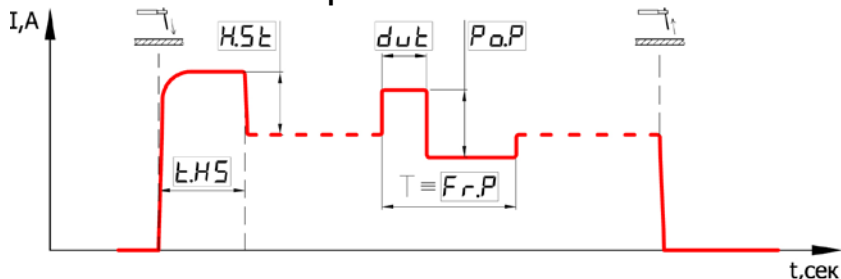 I,A
H.St
dut
Po.P
t.HS
T ≡ Fr.P
t,сек